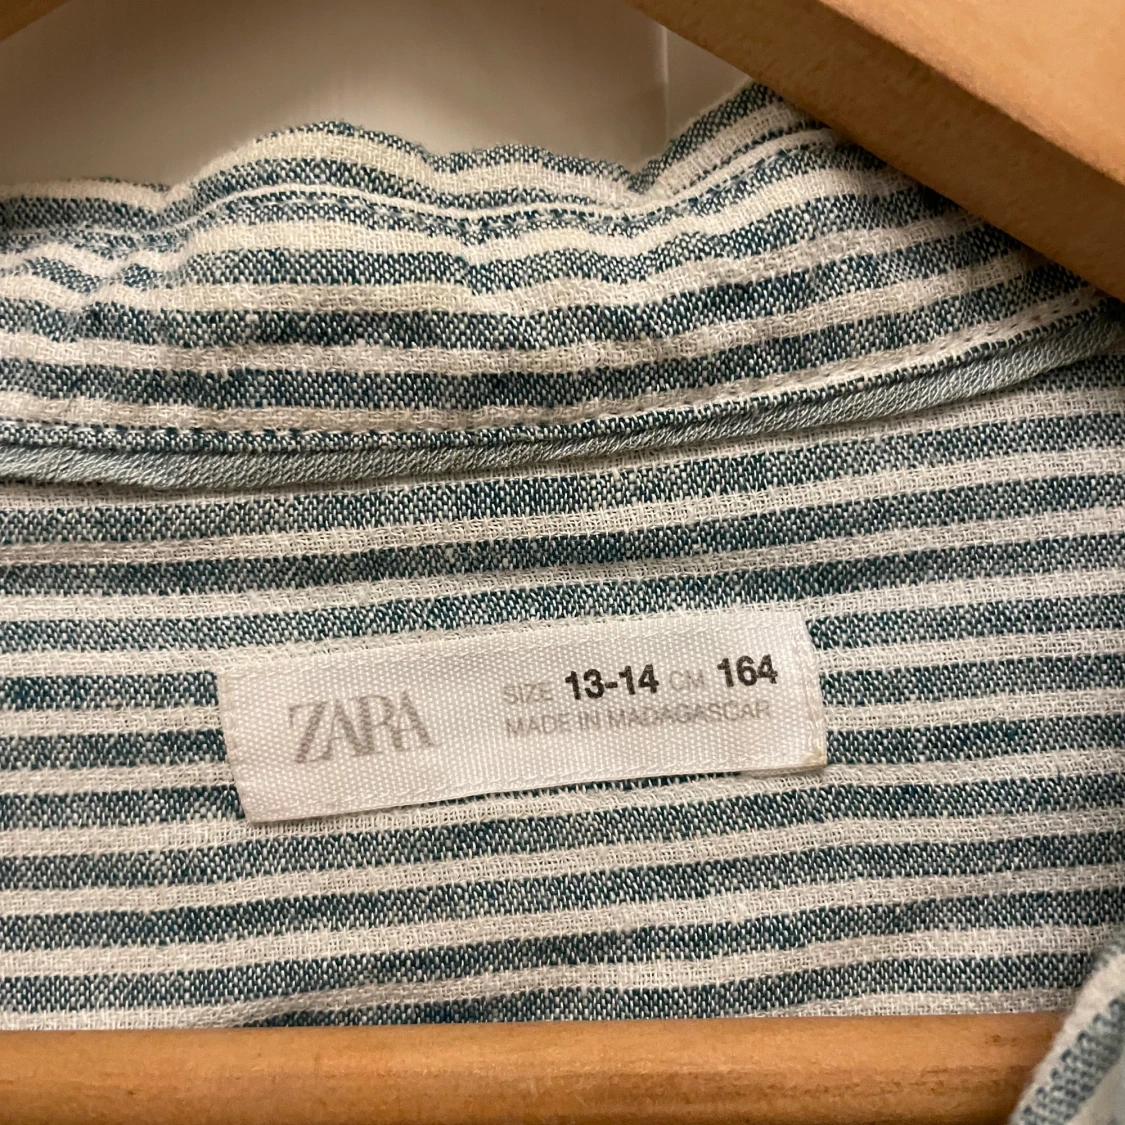 ZARA
SIZE 13-14 CM 164
MADE IN MADAGASCAR